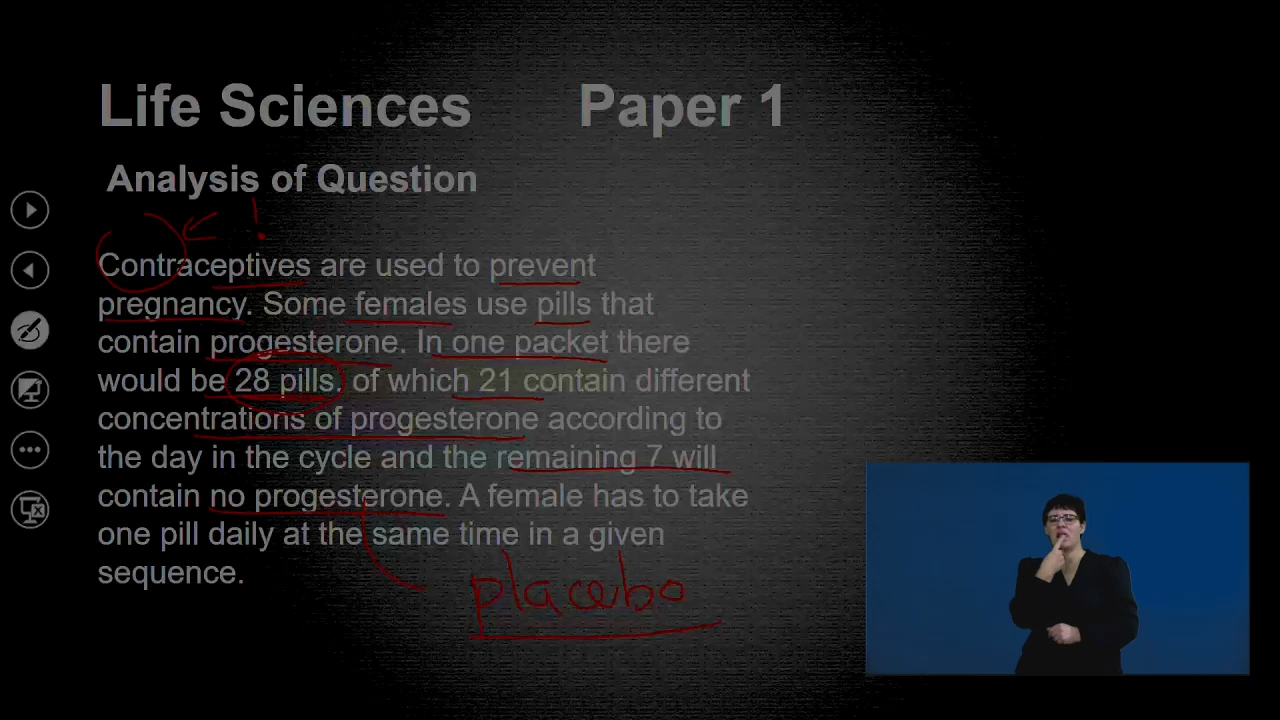 Life Sciences Paper 1
Analysis of Question
!
Contraceptives are used to prevent
pregnancy. Some females use pills that
contain progesterone. In one packet there
would be 28 pills, of which 21 contain different
concentrations of progesterone according to
the day in the cycle and the remaining 7 will
contain no progesterone. A female has to take
one pill daily at the same time in a given
sequence.
placebo